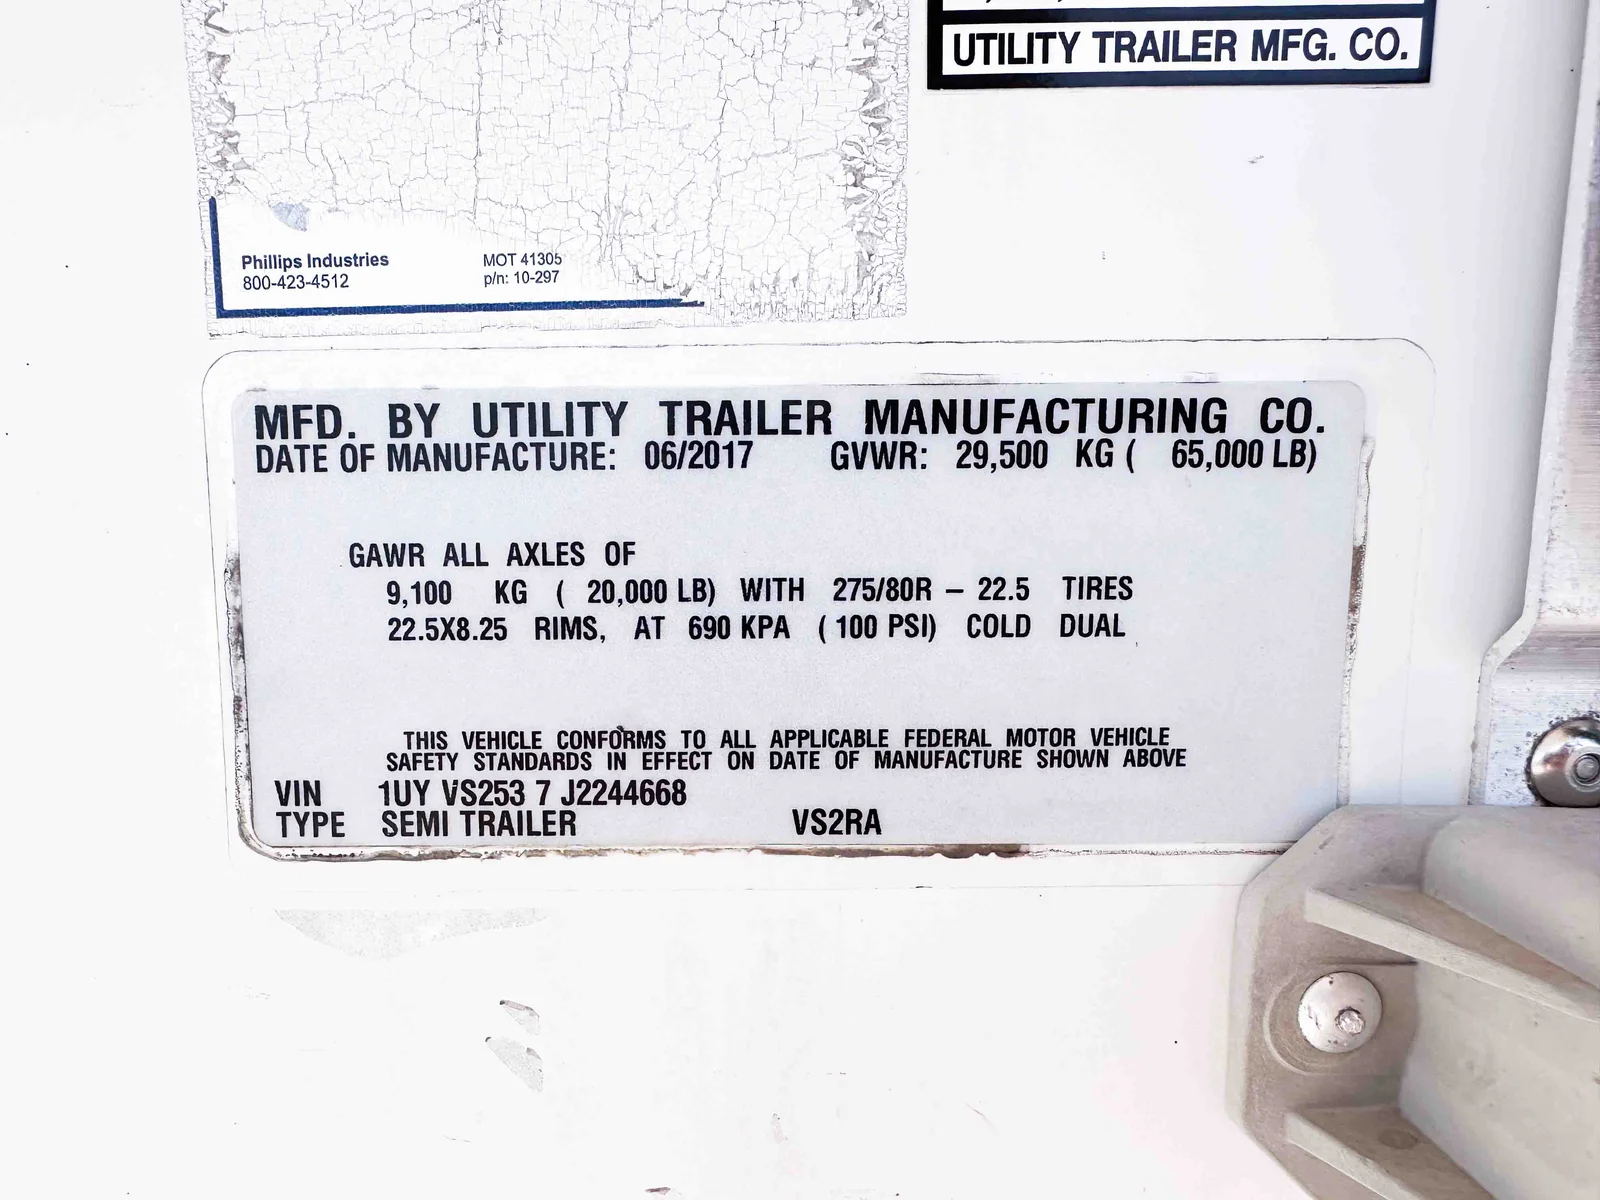 UTILITY TRAILER MFG. CO.
Phillips Industries
800-423-4512
MOT 41305
p/n: 10-297
MFD. BY UTILITY TRAILER MANUFACTURING CO.
DATE OF MANUFACTURE: 06/2017 GVWR: 29,500 KG ( 65,000 LB)
GAWR ALL AXLES OF
9,100 KG ( 20,000 LB) WITH 275/80R – 22.5 TIRES
22.5X8.25 RIMS, AT 690 KPA (100 PSI) COLD DUAL
THIS VEHICLE CONFORMS TO ALL APPLICABLE FEDERAL MOTOR VEHICLE
SAFETY STANDARDS IN EFFECT ON DATE OF MANUFACTURE SHOWN ABOVE
VIN 1UY VS253 7 J2244668
TYPE SEMI TRAILER VS2RA